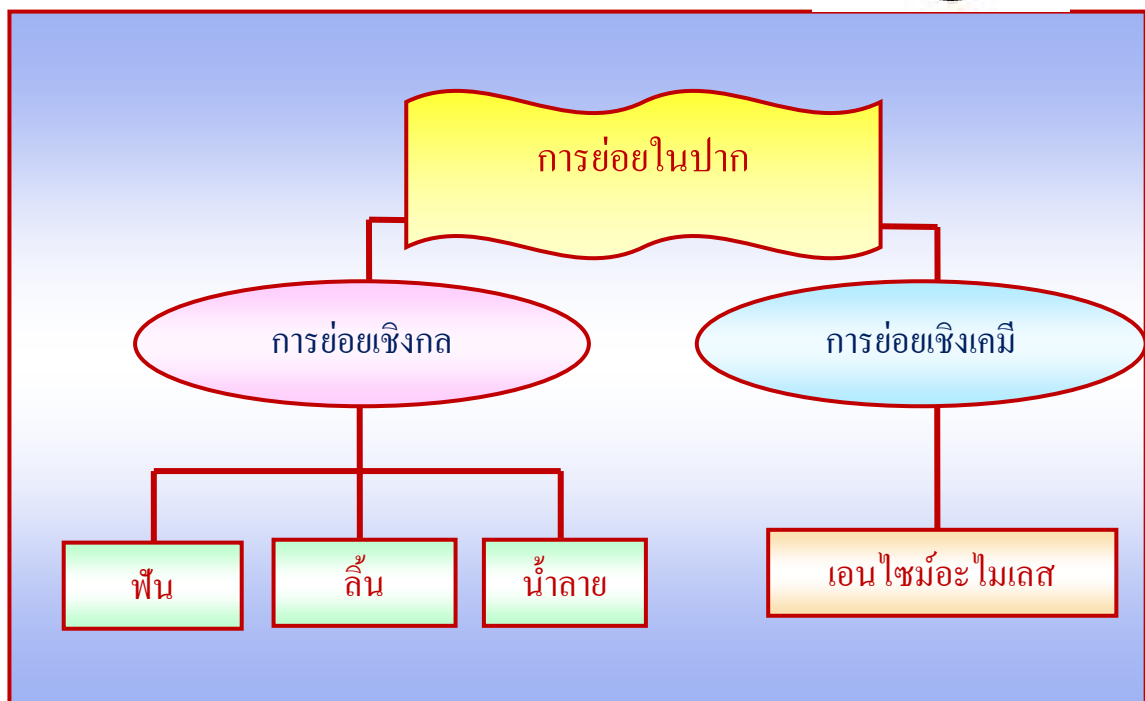 การย่อยในปาก
การย่อยเชิงกล
การย่อยเชิงเคมี
ฟัน
ลิ้น
น้ำลาย
เอนไซม์อะไมเลส